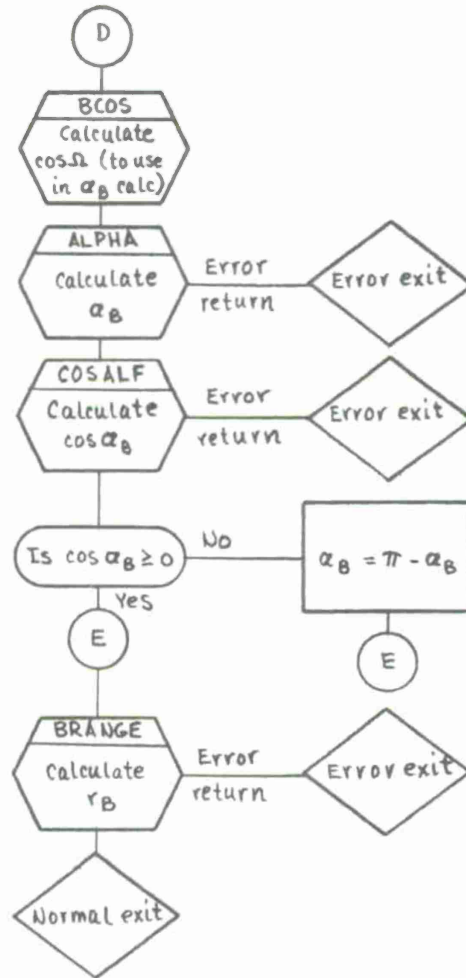 D
BCOS
Calculate
cos Ω (to use
in α_B calc)
ALPHA
Calculate
α_B
Error
return
Error exit
COSALF
Calculate
cos α_B
Error
return
Error exit
Is cos α_B ≥ 0
No
α_B = π - α_B
Yes
E
E
BRANGE
Calculate
r_B
Error
return
Error exit
Normal exit